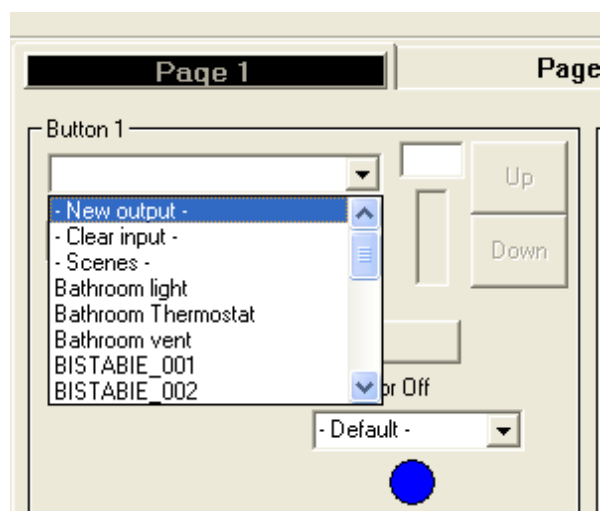 Page 1
Page
Button 1
Up
- New output -
- Clear input -
- Scenes -
Down
Bathroom light
Bathroom Thermostat
Bathroom vent
BISTABIE_001
BISTABIE_002
or Off
- Default -